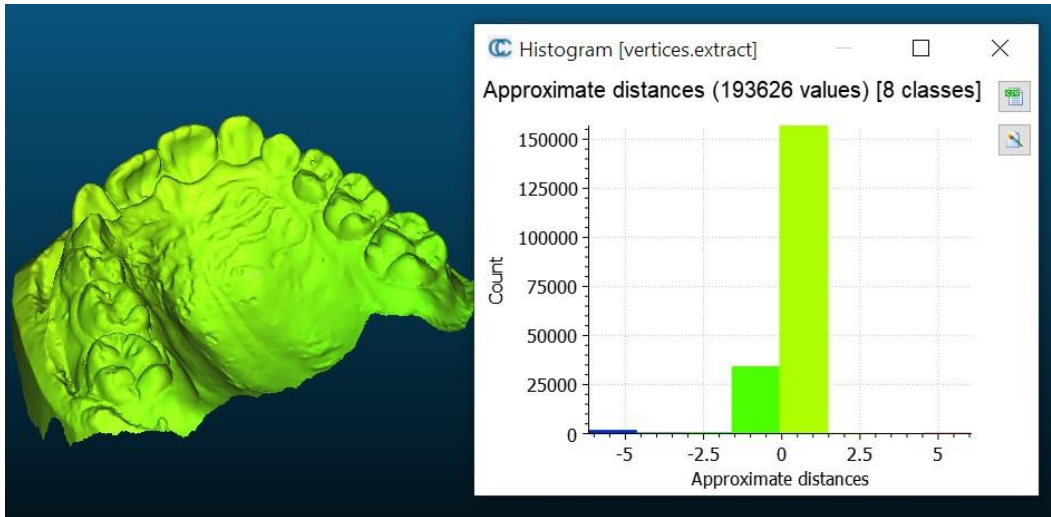 Histogram [vertices.extract]
Approximate distances (193626 values) [8 classes]
CSV
150000
125000
100000
75000
50000
25000
0
Count
-5 -2.5 0 2.5 5
Approximate distances